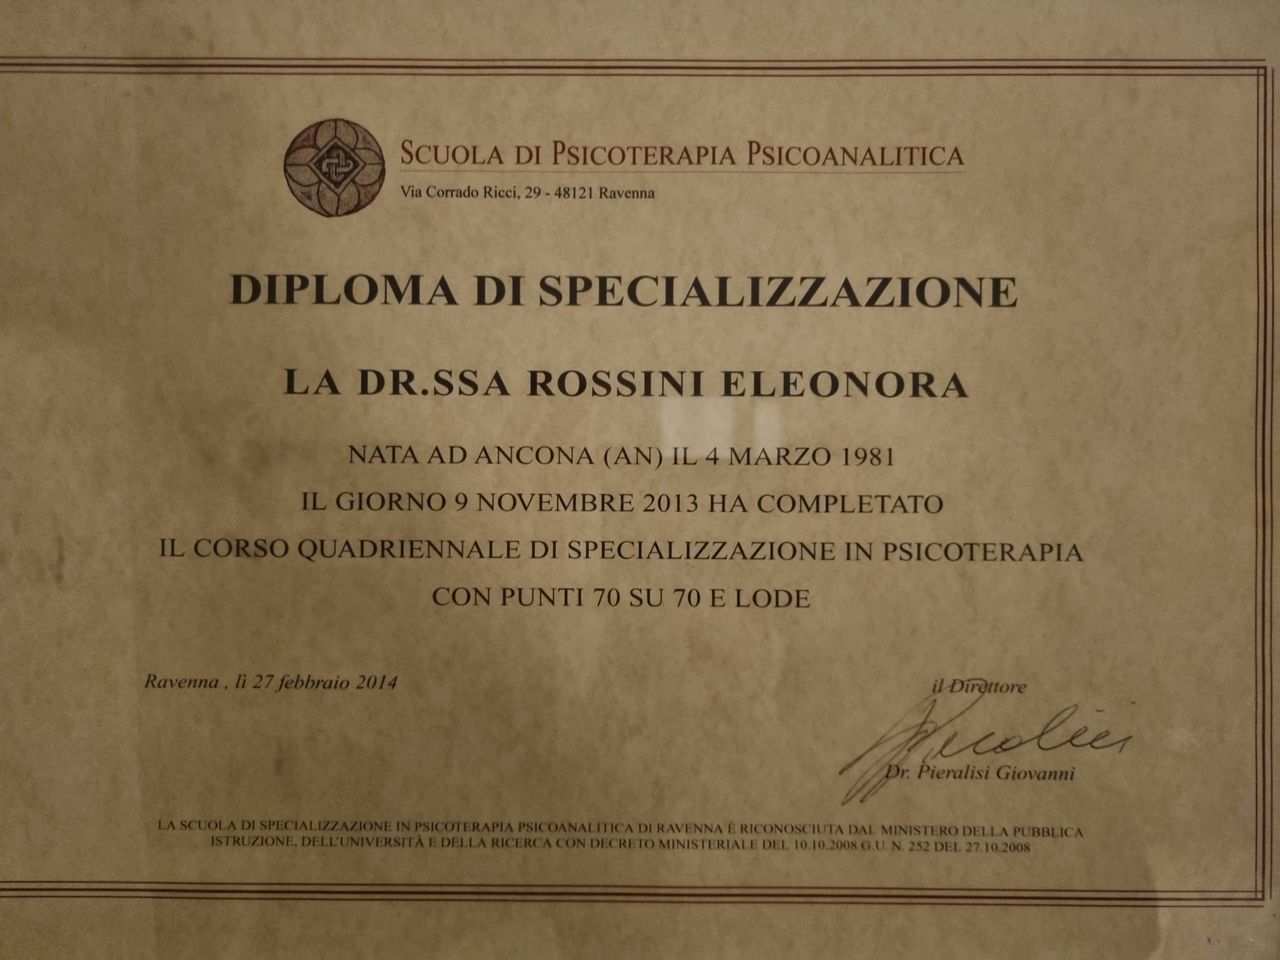 SCUOLA DI PSICOTERAPIA PSICOANALITICA
Via Corrado Ricci, 29 - 48121 Ravenna
DIPLOMA DI SPECIALIZZAZIONE
LA DR.SSA ROSSINI ELEONORA
NATA AD ANCONA (AN) IL 4 MARZO 1981
IL GIORNO 9 NOVEMBRE 2013 HA COMPLETATO
IL CORSO QUADRIENNALE DI SPECIALIZZAZIONE IN PSICOTERAPIA
CON PUNTI 70 SU 70 E LODE
Ravenna , lì 27 febbraio 2014
il Direttore
Dr. Pieralisi Giovanni
LA SCUOLA DI SPECIALIZZAZIONE IN PSICOTERAPIA PSICOANALITICA DI RAVENNA È RICONOSCIUTA DAL MINISTERO DELLA PUBBLICA
ISTRUZIONE, DELL'UNIVERSITÀ E DELLA RICERCA CON DECRETO MINISTERIALE DEL 10.10.2008 G.U. N. 252 DEL 27.10.2008